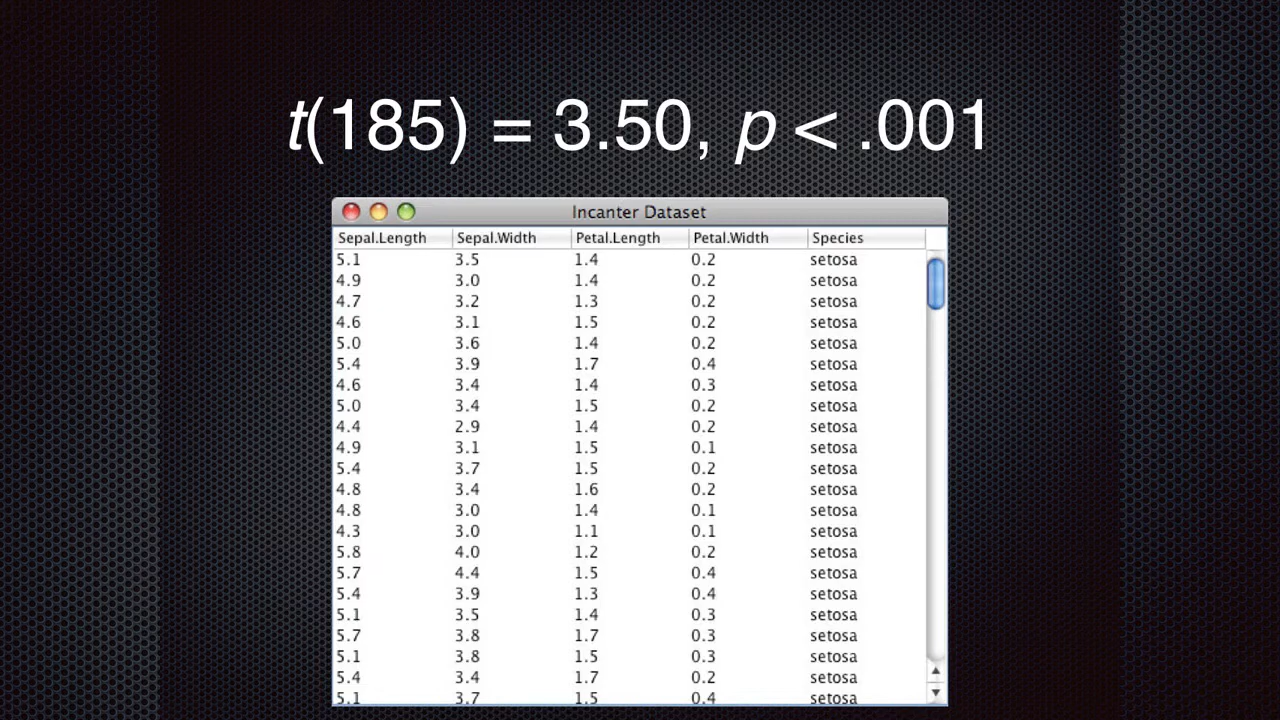 t(185) = 3.50, p < .001
Incanter Dataset
Sepal.Length Sepal.Width Petal.Length Petal.Width Species
5.1 3.5 1.4 0.2 setosa
4.9 3.0 1.4 0.2 setosa
4.7 3.2 1.3 0.2 setosa
4.6 3.1 1.5 0.2 setosa
5.0 3.6 1.4 0.2 setosa
5.4 3.9 1.7 0.4 setosa
4.6 3.4 1.4 0.3 setosa
5.0 3.4 1.5 0.2 setosa
4.4 2.9 1.4 0.2 setosa
4.9 3.1 1.5 0.1 setosa
5.4 3.7 1.5 0.2 setosa
4.8 3.4 1.6 0.2 setosa
4.8 3.0 1.4 0.1 setosa
4.3 3.0 1.1 0.1 setosa
5.8 4.0 1.2 0.2 setosa
5.7 4.4 1.5 0.4 setosa
5.4 3.9 1.3 0.4 setosa
5.1 3.5 1.4 0.3 setosa
5.7 3.8 1.7 0.3 setosa
5.1 3.8 1.5 0.3 setosa
5.4 3.4 1.7 0.2 setosa
5.1 3.7 1.5 0.4 setosa